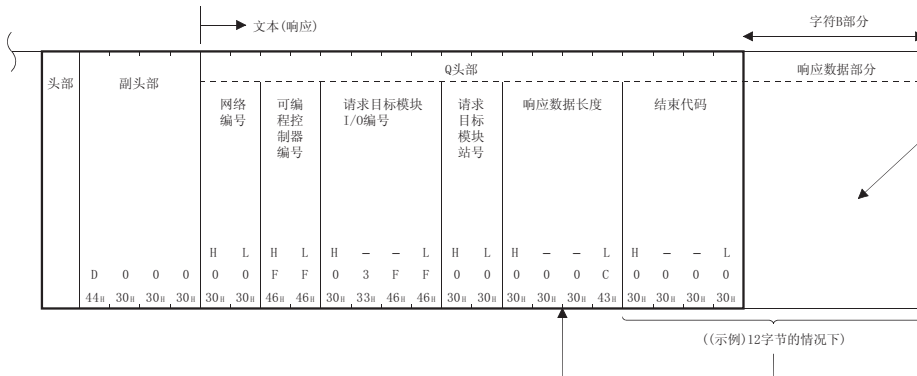 文本(响应)
字符B部分
头部
副头部
Q头部
响应数据部分
网络
编号
可编
程控
制器
编号
请求目标模块
I/O编号
请求
目标
模块
站号
响应数据长度
结束代码
H L H L H — — L H L H — — L H — — L
D 0 0 0 0 0 F F 0 3 F F 0 0 0 0 0 C 0 0 0 0
44H 30H 30H 30H 30H 30H 46H 46H 30H 33H 46H 46H 30H 30H 30H 30H 30H 43H 30H 30H 30H 30H
((示例)12字节的情况下)